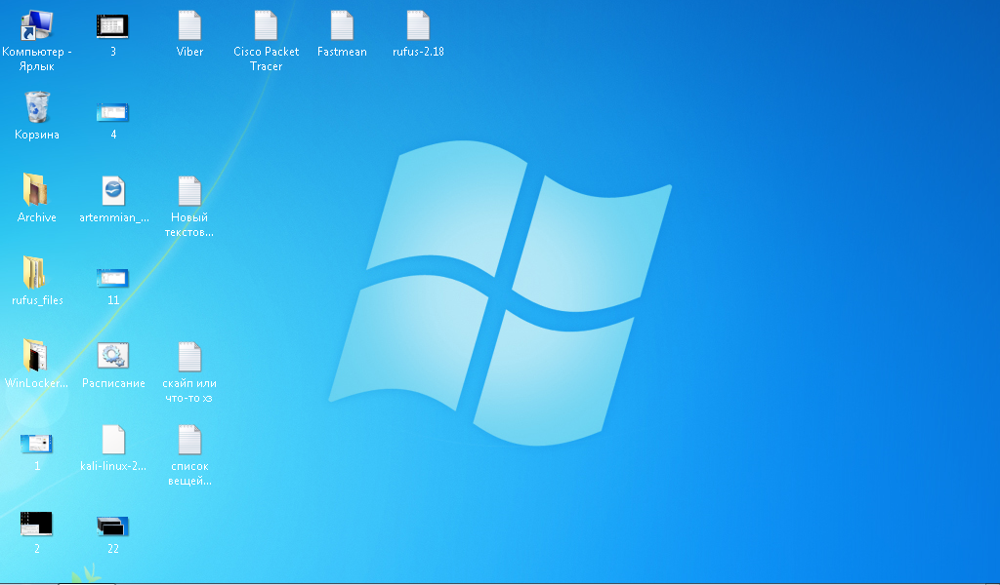 Компьютер -
Ярлык
3
Viber
Cisco Packet
Tracer
Fastmean
rufus-2.18
Корзина
4
Archive
artemmian_...
Новый
текстов...
rufus_files
11
WinLocker...
Расписание
скайп или
что-то хз
1
kali-linux-2...
список
вещей...
2
22